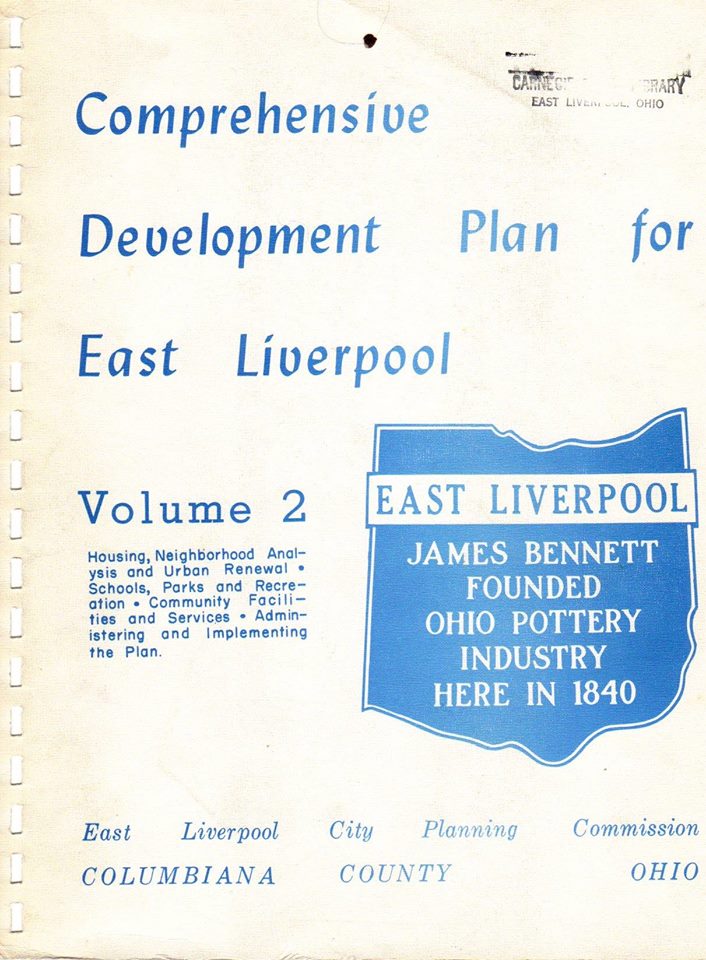 CARNEGIE
EAST LIVERPOOL, OHIO
Comprehensive
Development Plan for
East Liverpool
Volume 2
Housing, Neighborhood Anal-
ysis and Urban Renewal •
Schools, Parks and Recre-
ation • Community Facili-
ties and Services • Admin-
istering and Implementing
the Plan.
EAST LIVERPOOL
JAMES BENNETT
FOUNDED
OHIO POTTERY
INDUSTRY
HERE IN 1840
East Liverpool City Planning Commission
COLUMBIANA COUNTY OHIO